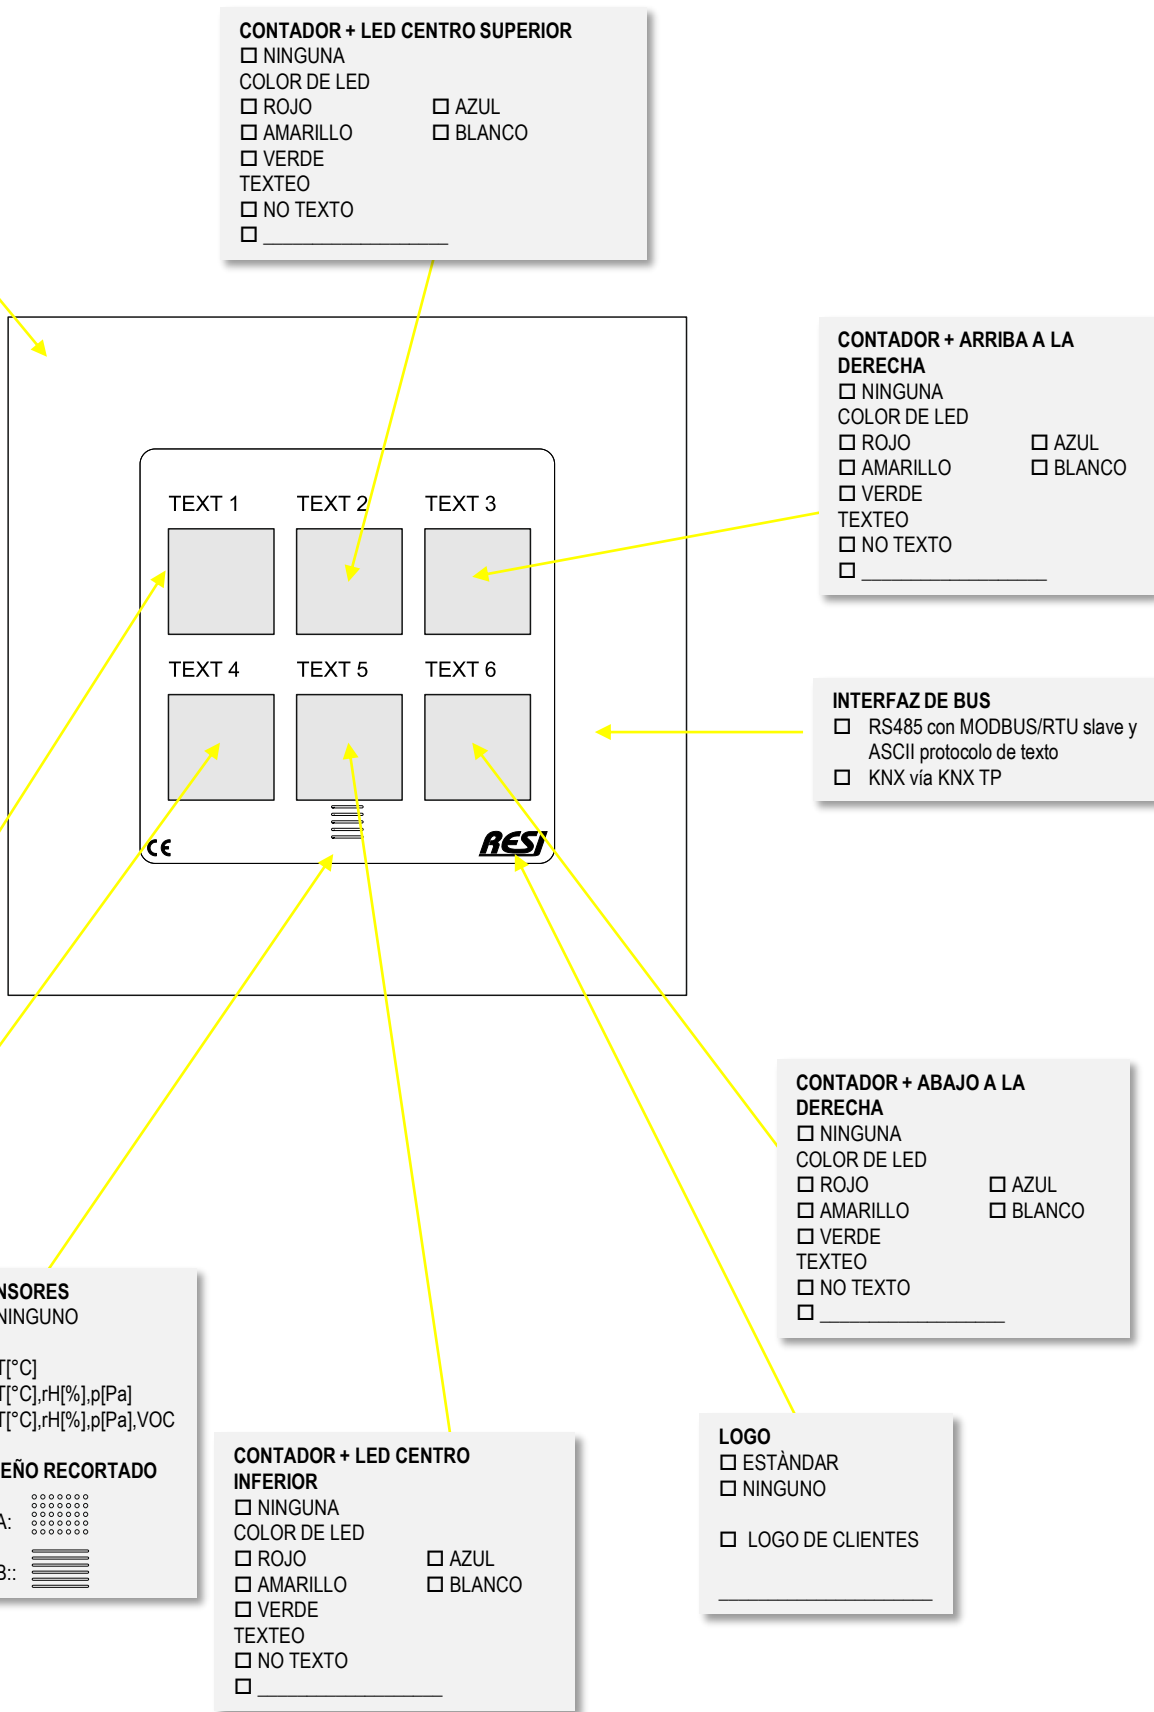 CONTADOR + LED CENTRO SUPERIOR
☐ NINGUNA
COLOR DE LED
☐ ROJO ☐ AZUL
☐ AMARILLO ☐ BLANCO
☐ VERDE
TEXTEO
☐ NO TEXTO
☐ ____________________
CONTADOR + ARRIBA A LA
DERECHA
☐ NINGUNA
COLOR DE LED
☐ ROJO ☐ AZUL
☐ AMARILLO ☐ BLANCO
☐ VERDE
TEXTEO
☐ NO TEXTO
☐ ____________________
TEXT 1 TEXT 2 TEXT 3
TEXT 4 TEXT 5 TEXT 6
CE RESI
INTERFAZ DE BUS
☐ RS485 con MODBUS/RTU slave y
ASCII protocolo de texto
☐ KNX vía KNX TP
CONTADOR + ABAJO A LA
DERECHA
☐ NINGUNA
COLOR DE LED
☐ ROJO ☐ AZUL
☐ AMARILLO ☐ BLANCO
☐ VERDE
TEXTEO
☐ NO TEXTO
☐ ____________________
NSORES
NINGUNO
T[°C]
T[°C],rH[%],p[Pa]
T[°C],rH[%],p[Pa],VOC
EÑO RECORTADO
A:
B::
CONTADOR + LED CENTRO
INFERIOR
☐ NINGUNA
COLOR DE LED
☐ ROJO ☐ AZUL
☐ AMARILLO ☐ BLANCO
☐ VERDE
TEXTEO
☐ NO TEXTO
☐ ____________________
LOGO
☐ ESTÀNDAR
☐ NINGUNO
☐ LOGO DE CLIENTES
_______________________